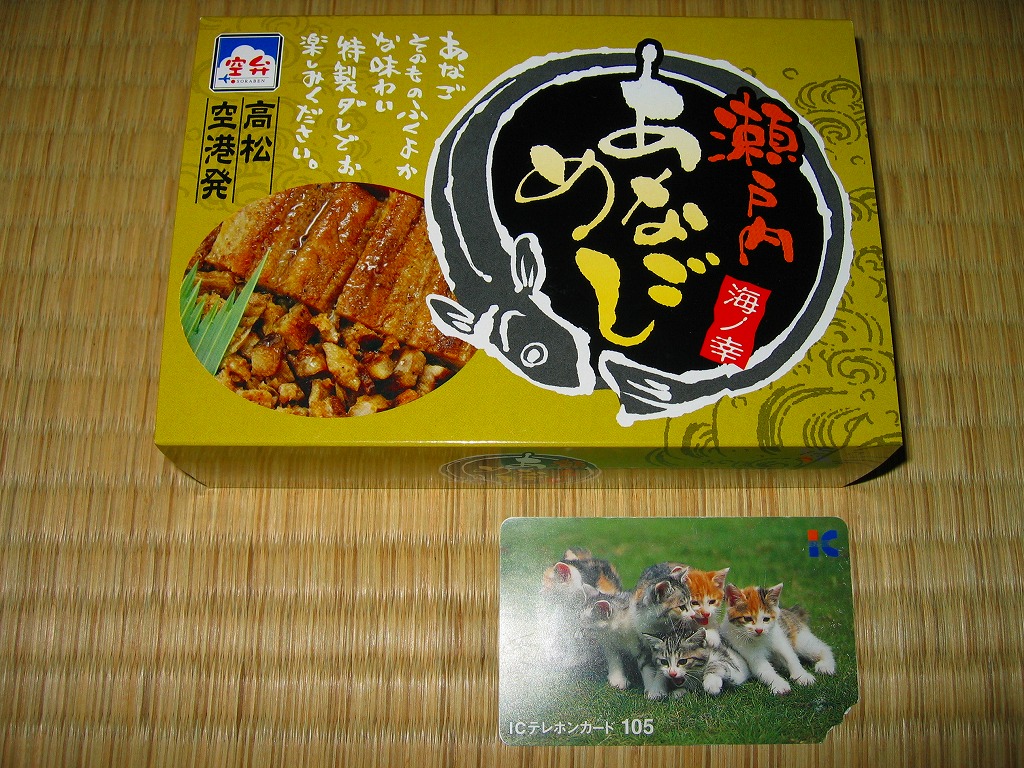 空弁
SORABEN
高松
空港発
あなご
そのものふくよか
な味わい
特製ダレでお
楽しみください。
瀬戸内
あなご
めし
海ノ幸
IC
ICテレホンカード 105